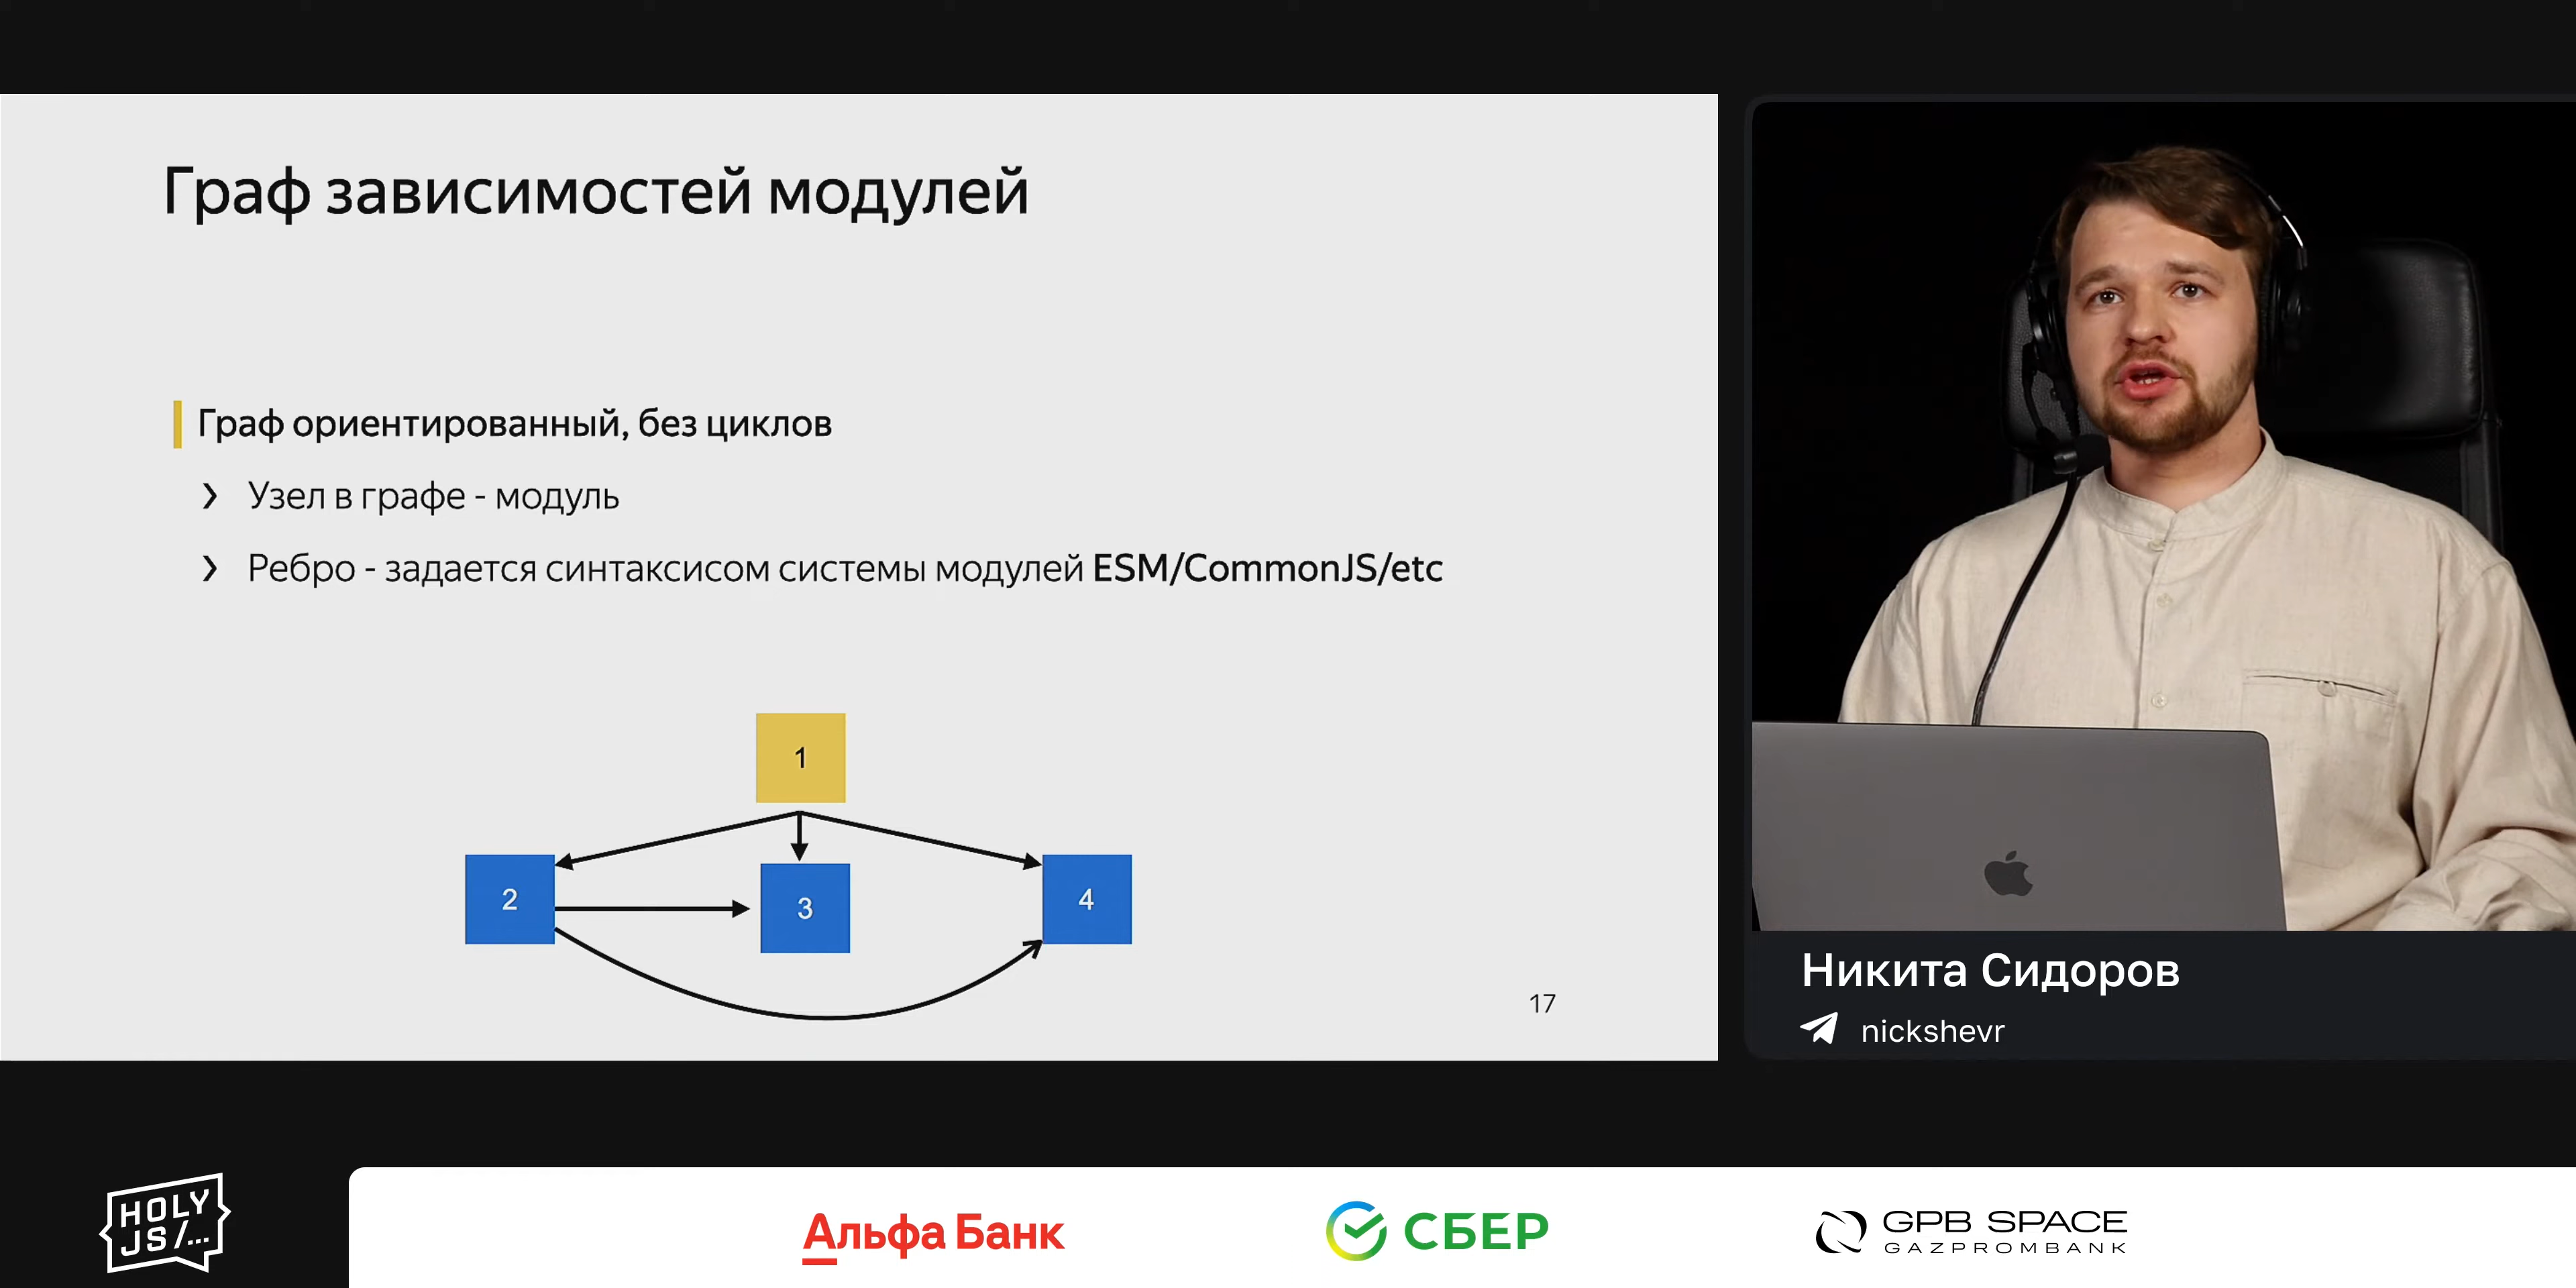 Граф зависимостей модулей
Граф ориентированный, без циклов
› Узел в графе - модуль
› Ребро - задается синтаксисом системы модулей ESM/CommonJS/etc
1
2
3
4
17
Никита Сидоров
nickshevr
HOLY
JS/...
Альфа Банк
СБЕР
GPB SPACE
GAZPROMBANK